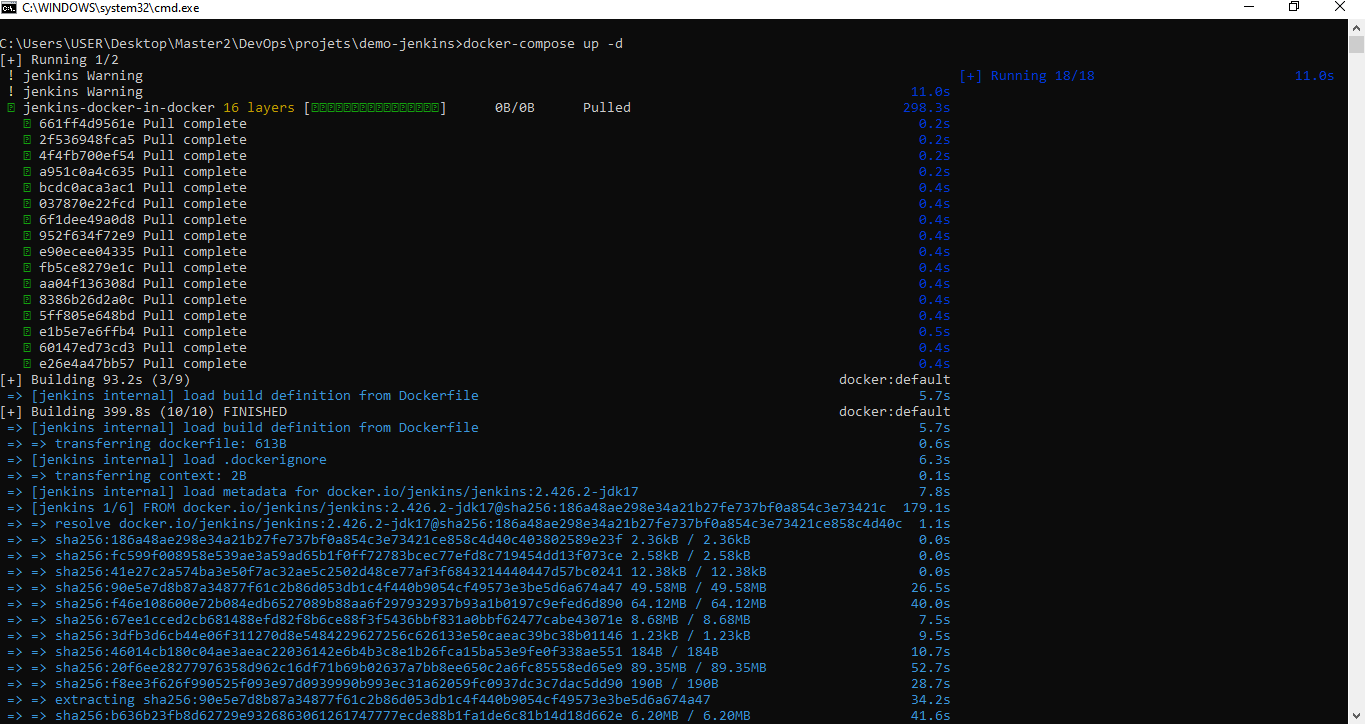 C:\WINDOWS\system32\cmd.exe
C:\Users\USER\Desktop\Master2\DevOps\projets\demo-jenkins>docker-compose up -d
[+] Running 1/2
! jenkins Warning [+] Running 18/18 11.0s
! jenkins Warning 11.0s
jenkins-docker-in-docker 16 layers [] 0B/0B Pulled 298.3s
661ff4d9561e Pull complete 0.2s
2f536948fca5 Pull complete 0.2s
4f4fb700ef54 Pull complete 0.2s
a951c0a4c635 Pull complete 0.2s
bcdc0aca3ac1 Pull complete 0.4s
037870e22fcd Pull complete 0.4s
6f1dee49a0d8 Pull complete 0.4s
952f634f72e9 Pull complete 0.4s
e90ecee04335 Pull complete 0.4s
fb5ce8279e1c Pull complete 0.4s
aa04f136308d Pull complete 0.4s
8386b26d2a0c Pull complete 0.4s
5ff805e648bd Pull complete 0.4s
e1b5e7e6ffb4 Pull complete 0.5s
60147ed73cd3 Pull complete 0.4s
e26e4a47bb57 Pull complete 0.4s
[+] Building 93.2s (3/9) docker:default
=> [jenkins internal] load build definition from Dockerfile 5.7s
[+] Building 399.8s (10/10) FINISHED docker:default
=> [jenkins internal] load build definition from Dockerfile 5.7s
=> => transferring dockerfile: 613B 0.6s
=> [jenkins internal] load .dockerignore 6.3s
=> => transferring context: 2B 0.1s
=> [jenkins internal] load metadata for docker.io/jenkins/jenkins:2.426.2-jdk17 7.8s
=> [jenkins 1/6] FROM docker.io/jenkins/jenkins:2.426.2-jdk17@sha256:186a48ae298e34a21b27fe737bf0a854c3e73421c 179.1s
=> => resolve docker.io/jenkins/jenkins:2.426.2-jdk17@sha256:186a48ae298e34a21b27fe737bf0a854c3e73421ce858c4d40c 1.1s
=> => sha256:186a48ae298e34a21b27fe737bf0a854c3e73421ce858c4d40c403802589e23f 2.36kB / 2.36kB 0.0s
=> => sha256:fc599f008958e539ae3a59ad65b1f0ff72783bcec77efd8c719454dd13f073ce 2.58kB / 2.58kB 0.0s
=> => sha256:41e27c2a574ba3e50f7ac32ae5c2502d48ce77af3f6843214440447d57bc0241 12.38kB / 12.38kB 0.0s
=> => sha256:90e5e7d8b87a34877f61c2b86d053db1c4f440b9054cf49573e3be5d6a674a47 49.58MB / 49.58MB 26.5s
=> => sha256:f46e108600e72b084edb6527089b88aa6f297932937b93a1b0197c9efed6d890 64.12MB / 64.12MB 40.0s
=> => sha256:67ee1cced2cb681488efd82f8b6ce88f3f5436bbf831a0bbf62477cabe43071e 8.68MB / 8.68MB 7.5s
=> => sha256:3dfb3d6cb44e06f311270d8e5484229627256c626133e50caeac39bc38b01146 1.23kB / 1.23kB 9.5s
=> => sha256:46014cb180c04ae3aeac22036142e6b4b3c8e1b26fca15ba53e9fe0f338ae551 184B / 184B 10.7s
=> => sha256:20f6ee28277976358d962c16df71b69b02637a7bb8ee650c2a6fc85558ed65e9 89.35MB / 89.35MB 52.7s
=> => sha256:f8ee3f626f990525f093e97d0939990b993ec31a62059fc0937dc3c7dac5dd90 190B / 190B 28.7s
=> => extracting sha256:90e5e7d8b87a34877f61c2b86d053db1c4f440b9054cf49573e3be5d6a674a47 34.2s
=> => sha256:b636b23fb8d62729e9326863061261747777ecde88b1fa1de6c81b14d18d662e 6.20MB / 6.20MB 41.6s